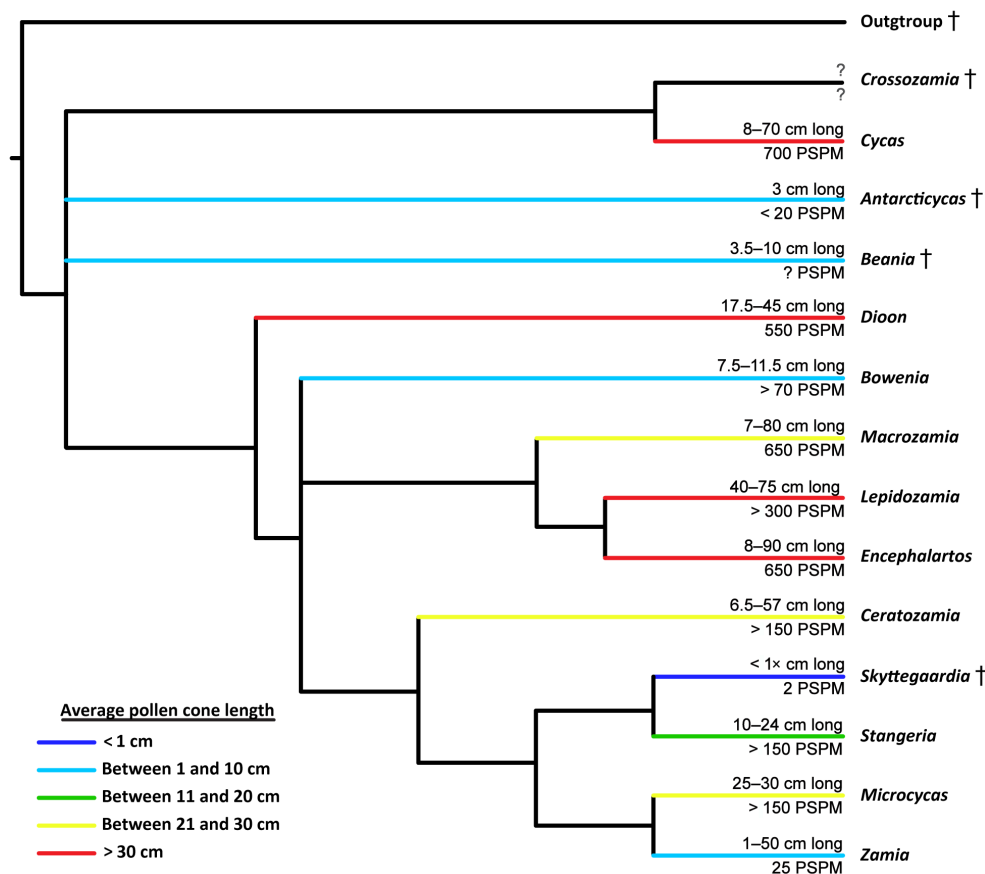 Outgtroup †
?
Crossozamia †
?
8–70 cm long
Cycas
700 PSPM
3 cm long
Antarcticycas †
< 20 PSPM
3.5–10 cm long
Beania †
? PSPM
17.5–45 cm long
Dioon
550 PSPM
7.5–11.5 cm long
Bowenia
> 70 PSPM
7–80 cm long
Macrozamia
650 PSPM
40–75 cm long
Lepidozamia
> 300 PSPM
8–90 cm long
Encephalartos
650 PSPM
6.5–57 cm long
Ceratozamia
> 150 PSPM
< 1× cm long
Skyttegaardia †
2 PSPM
10–24 cm long
Stangeria
> 150 PSPM
25–30 cm long
Microcycas
> 150 PSPM
1–50 cm long
Zamia
25 PSPM
Average pollen cone length
< 1 cm
Between 1 and 10 cm
Between 11 and 20 cm
Between 21 and 30 cm
> 30 cm